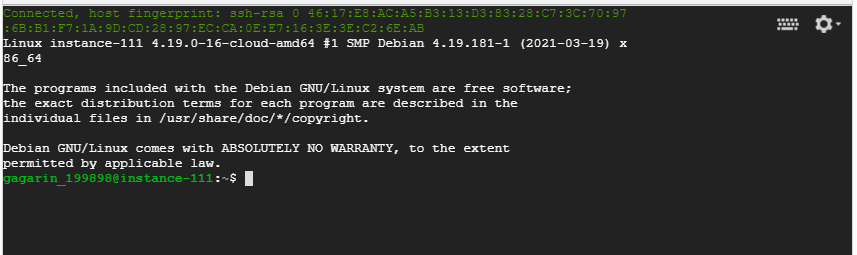 Connected, host fingerprint: ssh-rsa 0 46:17:E8:AC:A5:B3:13:D3:83:28:C7:3C:70:97
:6B:B1:F7:1A:9D:CD:28:97:EC:CA:0E:E7:16:3E:3E:C2:6E:AB
Linux instance-111 4.19.0-16-cloud-amd64 #1 SMP Debian 4.19.181-1 (2021-03-19) x
86_64
The programs included with the Debian GNU/Linux system are free software;
the exact distribution terms for each program are described in the
individual files in /usr/share/doc/*/copyright.
Debian GNU/Linux comes with ABSOLUTELY NO WARRANTY, to the extent
permitted by applicable law.
gagarin_199898@instance-111:~$